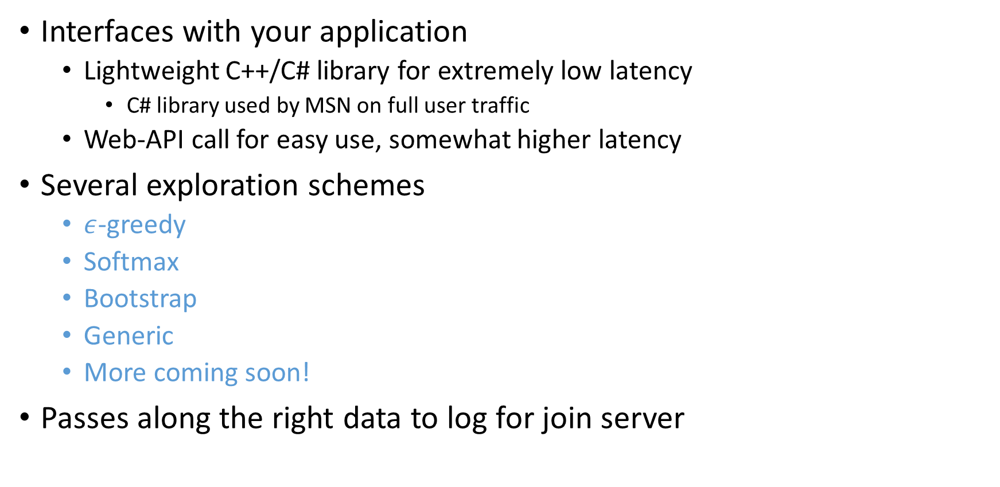 • Interfaces with your application
• Lightweight C++/C# library for extremely low latency
• C# library used by MSN on full user traffic
• Web-API call for easy use, somewhat higher latency
• Several exploration schemes
• ϵ-greedy
• Softmax
• Bootstrap
• Generic
• More coming soon!
• Passes along the right data to log for join server